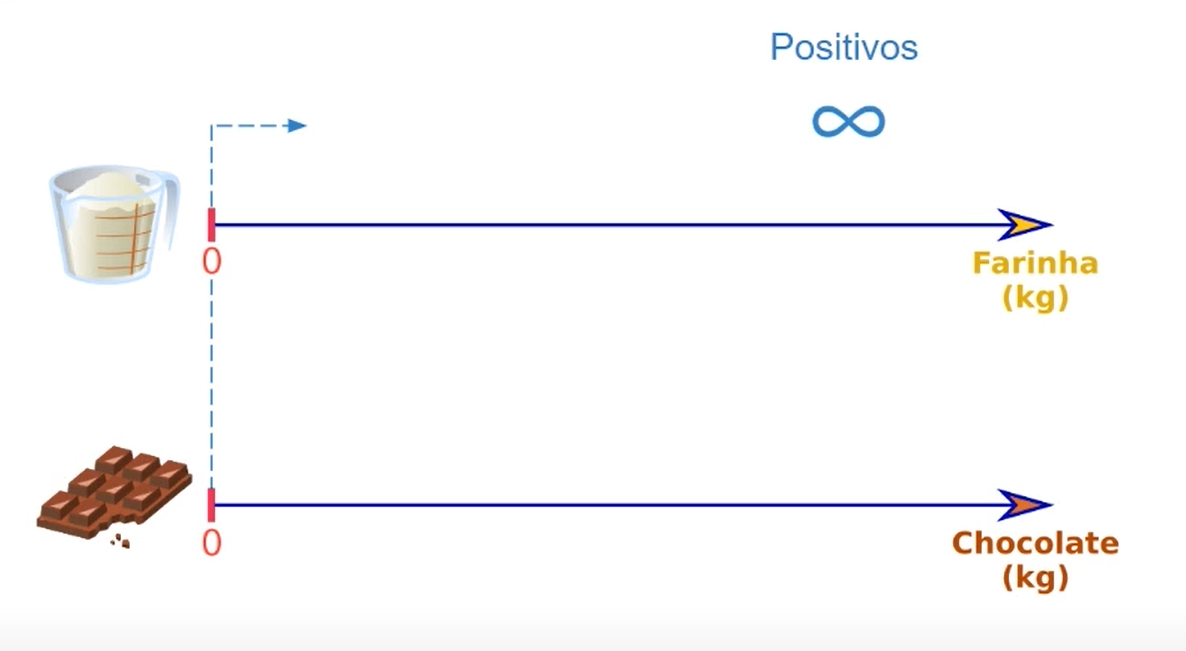 Positivos
∞
0
Farinha
(kg)
0
Chocolate
(kg)